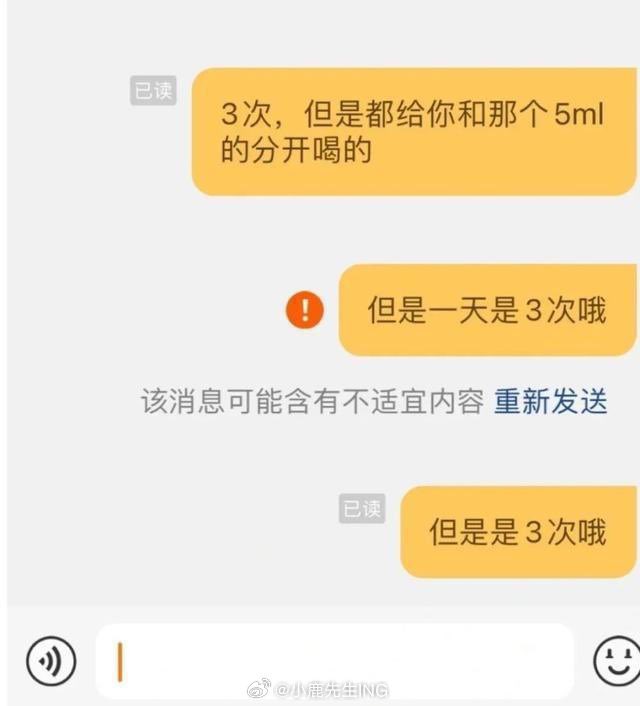 已读
3次，但是都给你和那个5ml
的分开喝的
但是一天是3次哦
该消息可能含有不适宜内容 重新发送
已读
但是是3次哦
@小鹿先生ING